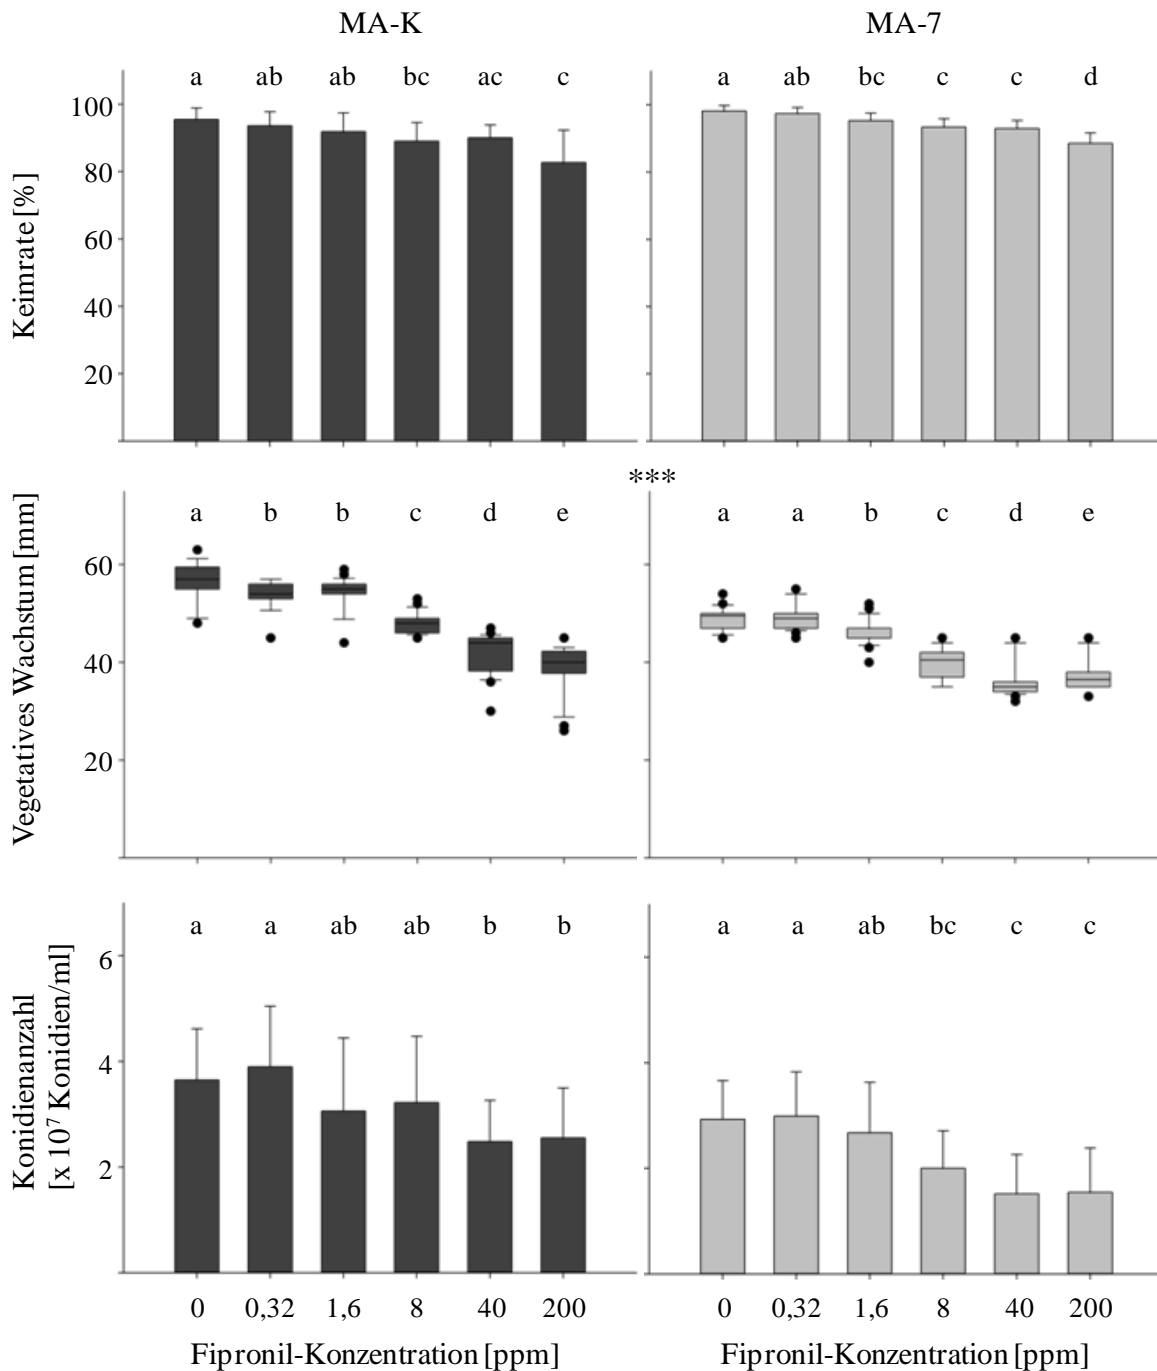 MA-K MA-7
a ab ab bc ac c a ab bc c c d
100
80
60
40
20
Keimrate [%]
***
a b b c d e a a b c d e
60
40
20
Vegetatives Wachstum [mm]
a a ab ab b b a a ab bc c c
6
4
2
Konidienanzahl
[x 10⁷ Konidien/ml]
0 0,32 1,6 8 40 200 0 0,32 1,6 8 40 200
Fipronil-Konzentration [ppm] Fipronil-Konzentration [ppm]